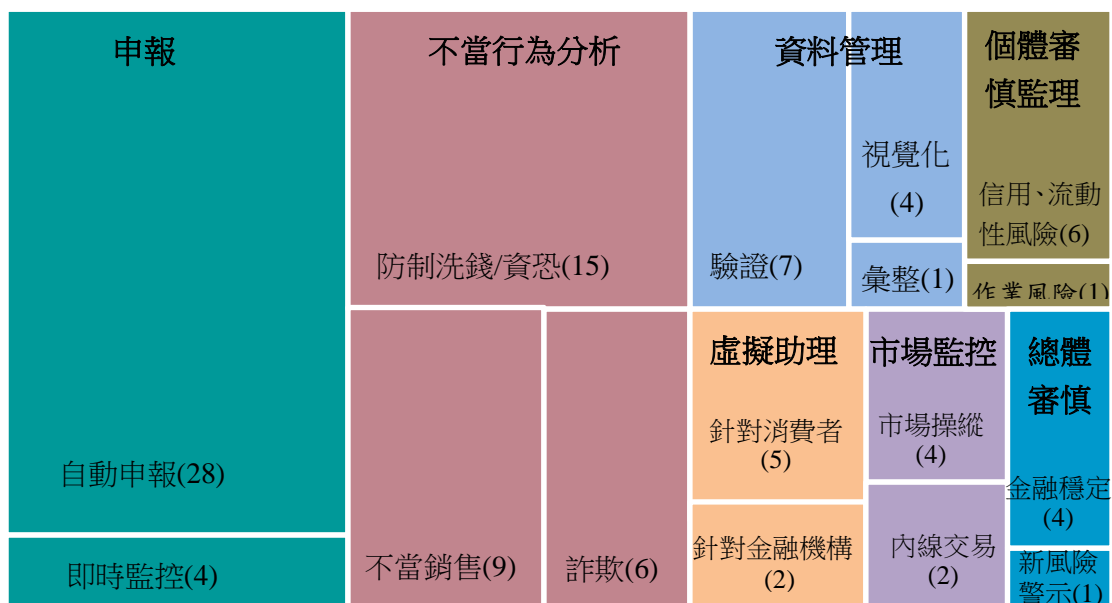 申報
自動申報(28)
即時監控(4)
不當行為分析
防制洗錢/資恐(15)
不當銷售(9)
詐欺(6)
資料管理
驗證(7)
視覺化
(4)
彙整(1)
個體審
慎監理
信用、流動
性風險(6)
作業風險(1)
虛擬助理
針對消費者
(5)
針對金融機構
(2)
市場監控
市場操縱
(4)
內線交易
(2)
總體
審慎
金融穩定
(4)
新風險
警示(1)